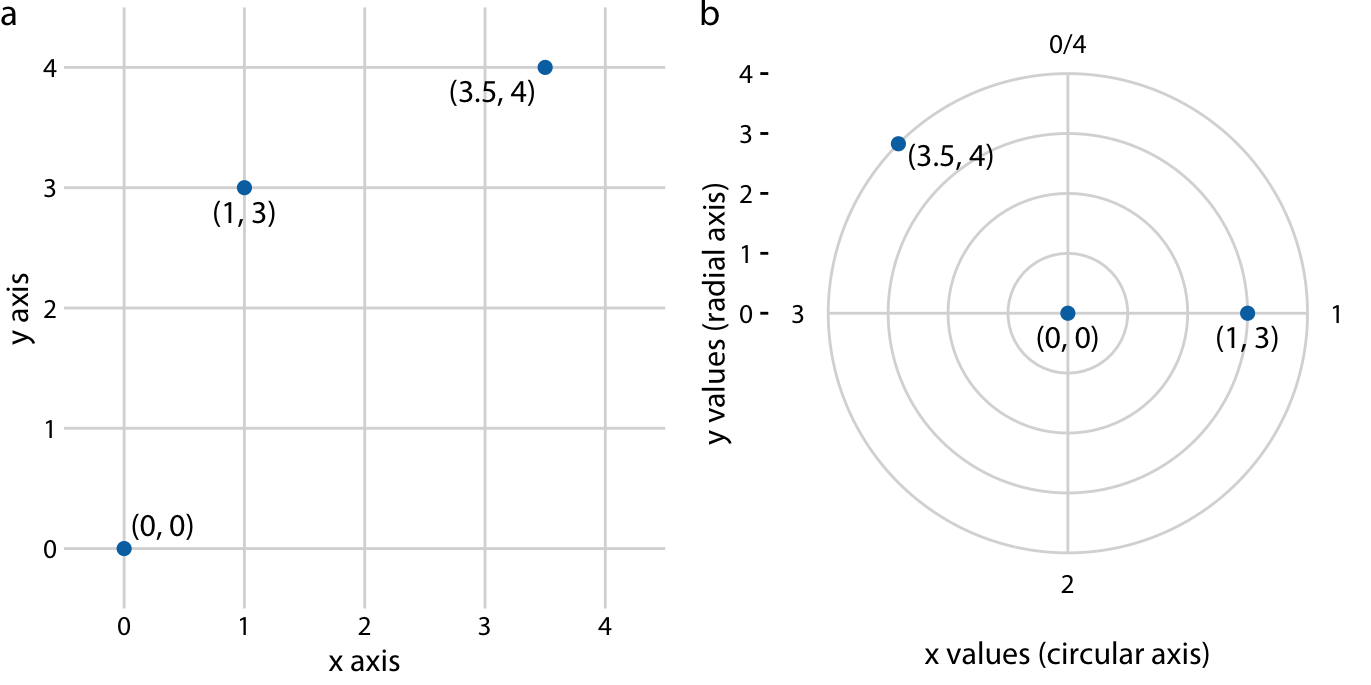 a
4
(3.5, 4)
3
(1, 3)
2
1
(0, 0)
0
y axis
0 1 2 3 4
x axis
b
0/4
4
3
(3.5, 4)
2
1
0
3
1
(0, 0)
(1, 3)
2
y values (radial axis)
x values (circular axis)